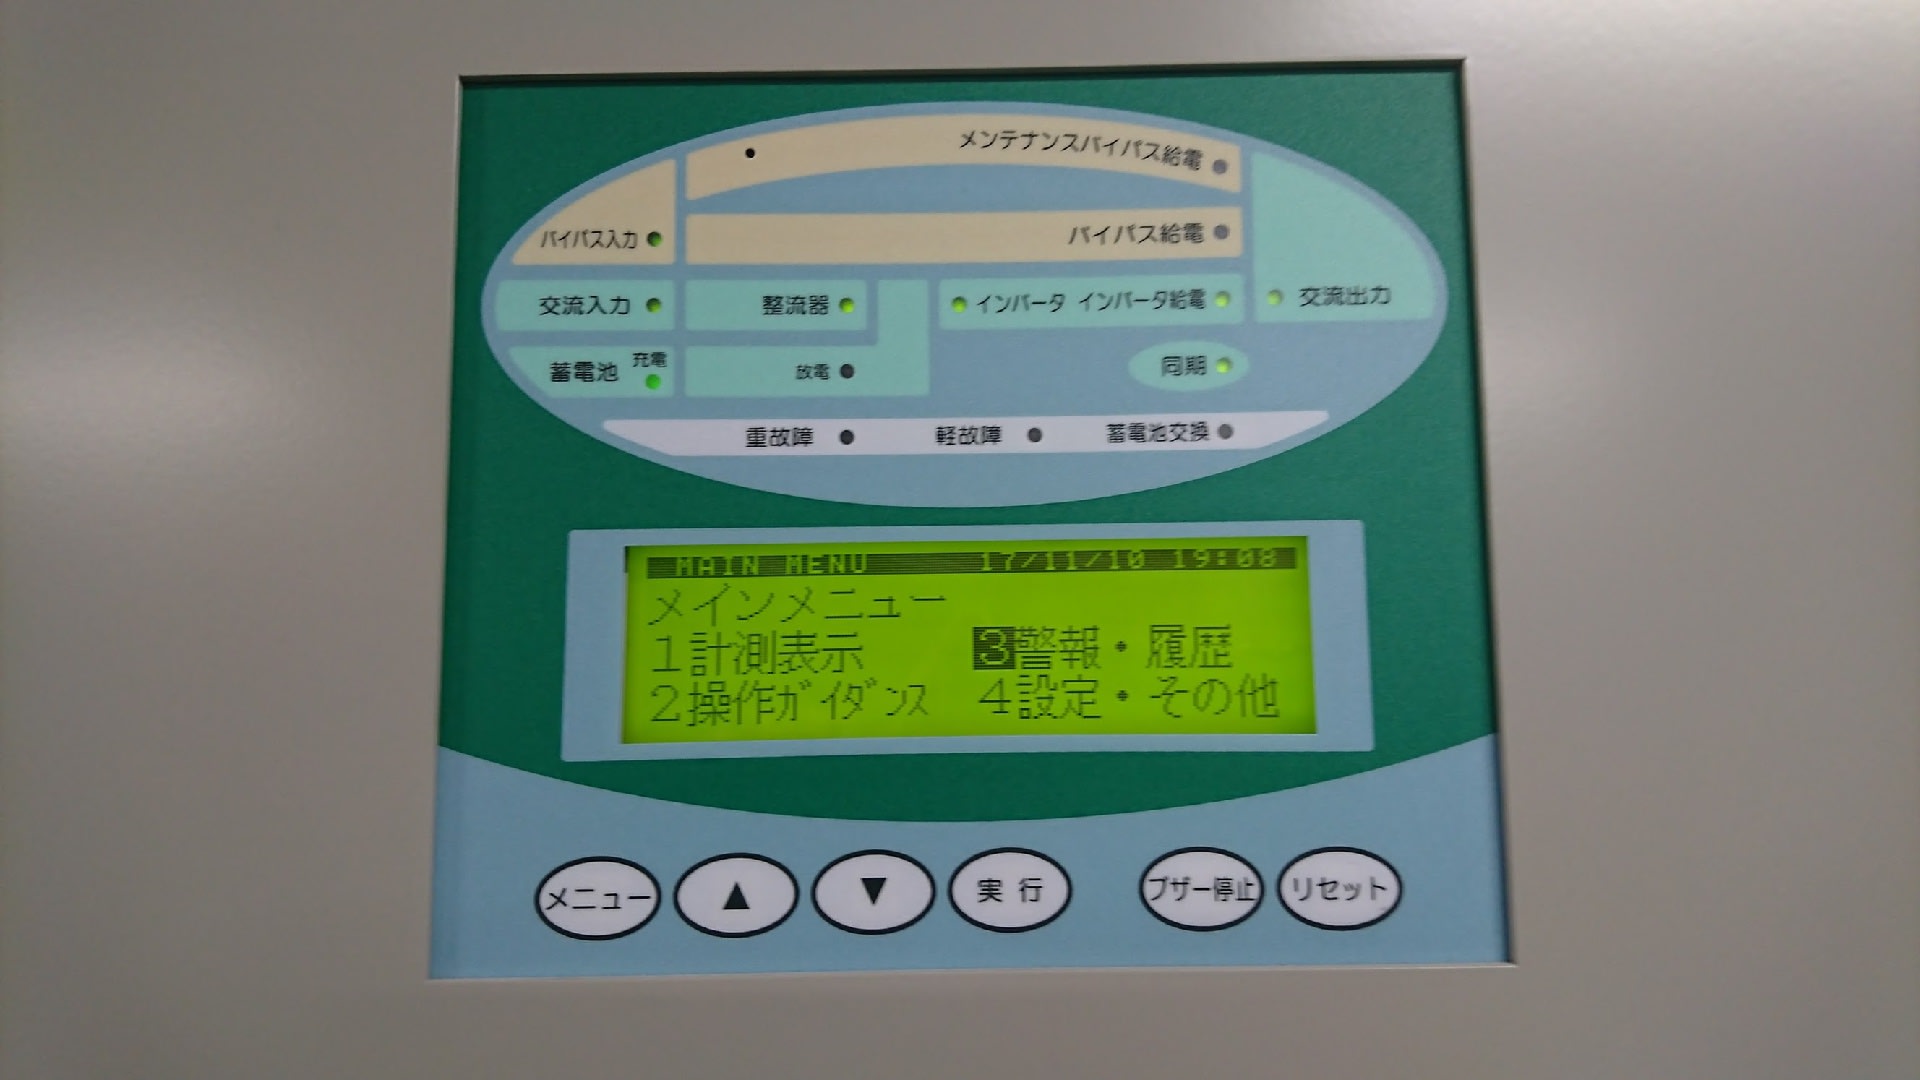 メンテナンスバイパス給電
バイパス入力
バイパス給電
交流入力
整流器
インバータ
インバータ給電
交流出力
蓄電池
充電
放電
同期
重故障
軽故障
蓄電池交換
MAIN MENU 17/11/10 19:08
メインメニュー
1計測表示 3警報・履歴
2操作ガイダンス 4設定・その他
メニュー ▲ ▼ 実行 ブザー停止 リセット